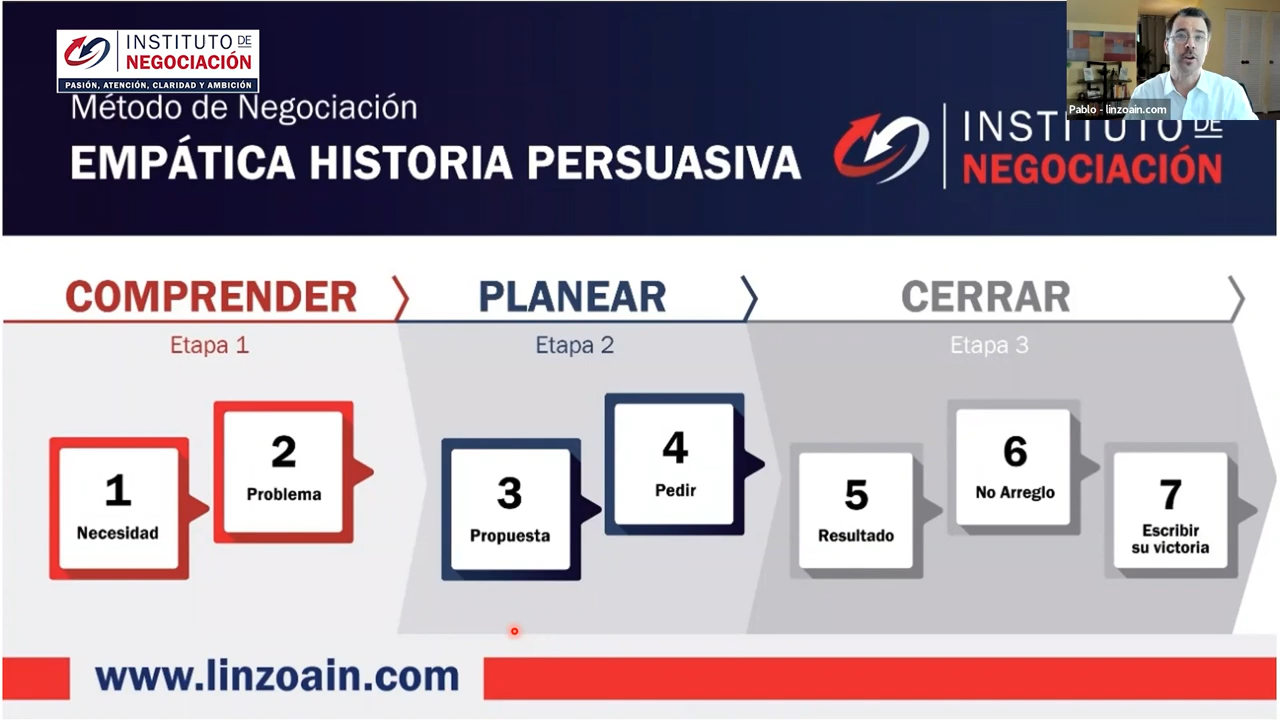 INSTITUTO DE
NEGOCIACIÓN
PASIÓN, ATENCIÓN, CLARIDAD Y AMBICIÓN
Método de Negociación
EMPÁTICA HISTORIA PERSUASIVA
INSTITUTO DE
NEGOCIACIÓN
Pablo - linzoain.com
COMPRENDER
PLANEAR
CERRAR
Etapa 1
Etapa 2
Etapa 3
1
Necesidad
2
Problema
3
Propuesta
4
Pedir
5
Resultado
6
No Arreglo
7
Escribir
su victoria
www.linzoain.com